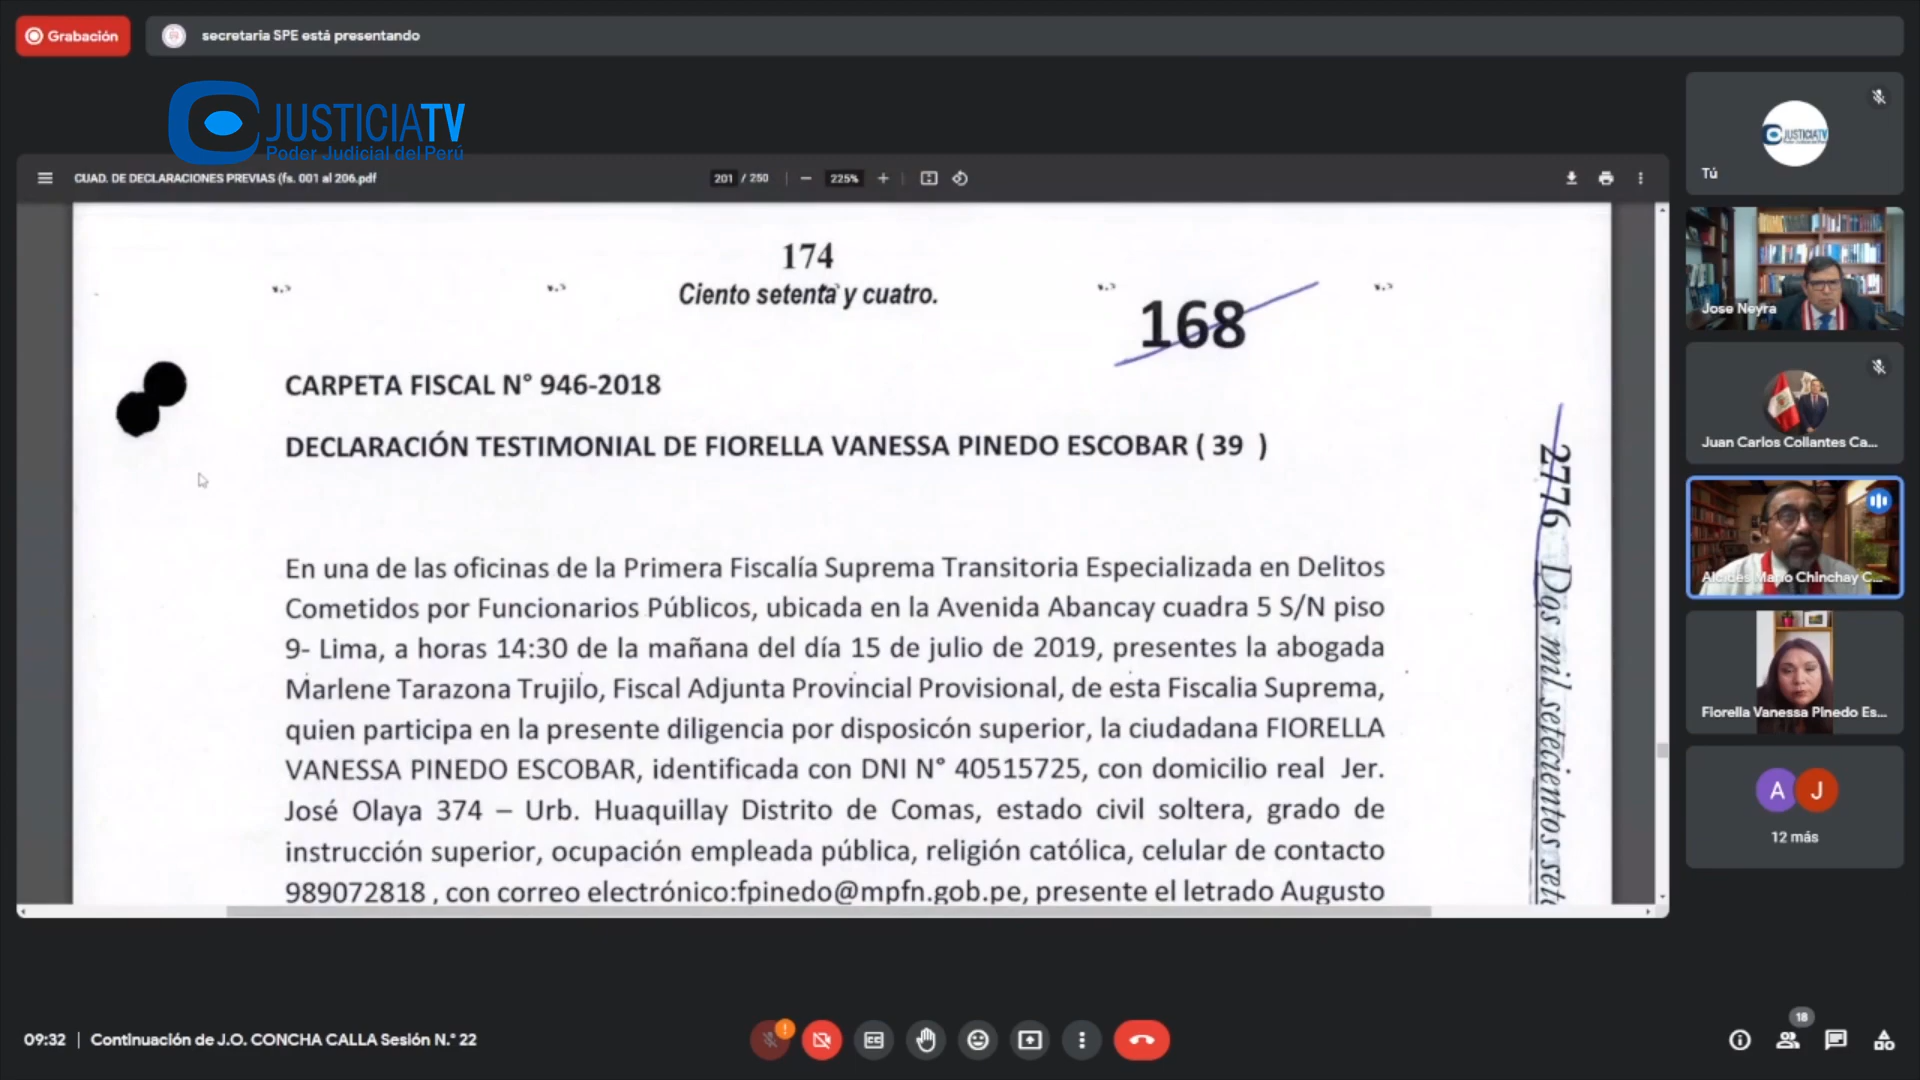 Grabación
secretaria SPE está presentando
JUSTICIATV
Poder Judicial del Perú
CUAD. DE DECLARACIONES PREVIAS (fs. 001 al 206.pdf
201 / 250
225%
174
Ciento setenta y cuatro.
168
CARPETA FISCAL N° 946-2018
DECLARACIÓN TESTIMONIAL DE FIORELLA VANESSA PINEDO ESCOBAR ( 39 )
En una de las oficinas de la Primera Fiscalía Suprema Transitoria Especializada en Delitos
Cometidos por Funcionarios Públicos, ubicada en la Avenida Abancay cuadra 5 S/N piso
9- Lima, a horas 14:30 de la mañana del día 15 de julio de 2019, presentes la abogada
Marlene Tarazona Trujilo, Fiscal Adjunta Provincial Provisional, de esta Fiscalia Suprema,
quien participa en la presente diligencia por disposicón superior, la ciudadana FIORELLA
VANESSA PINEDO ESCOBAR, identificada con DNI N° 40515725, con domicilio real Jer.
José Olaya 374 – Urb. Huaquillay Distrito de Comas, estado civil soltera, grado de
instrucción superior, ocupación empleada pública, religión católica, celular de contacto
989072818 , con correo electrónico:fpinedo@mpfn.gob.pe, presente el letrado Augusto
2776 Dos mil setecientos set
JUSTICIATV
Tú
Jose Neyra
Juan Carlos Collantes Ca...
Alcides Mario Chinchay C...
Fiorella Vanessa Pinedo Es...
A J
12 más
09:32 | Continuación de J.O. CONCHA CALLA Sesión N.° 22
18